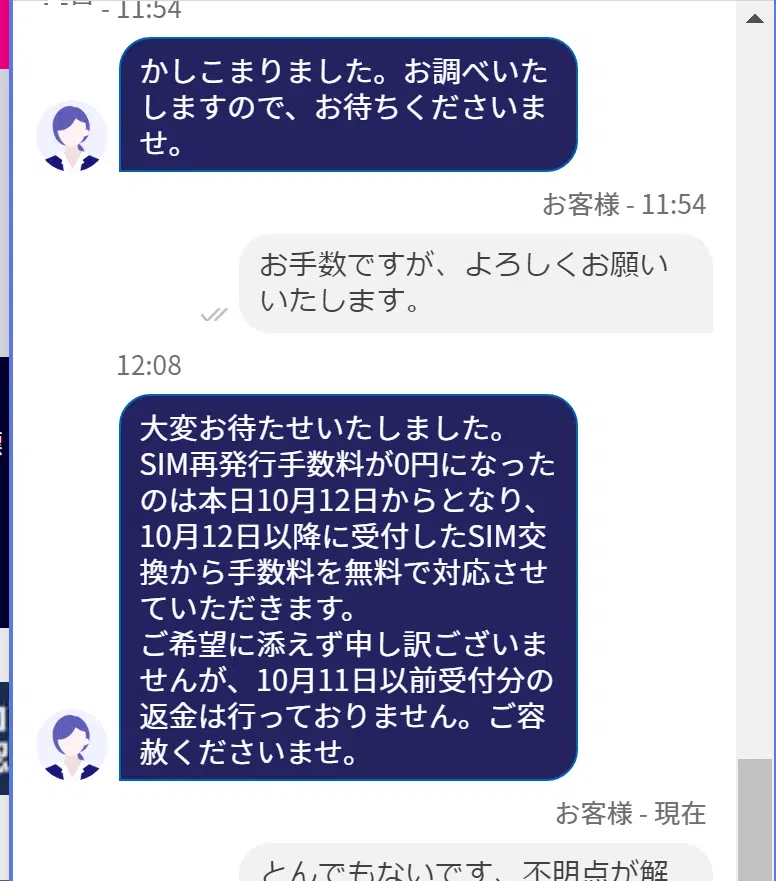 - 11:54
かしこまりました。お調べいた
しますので、お待ちくださいま
せ。
お客様 - 11:54
お手数ですが、よろしくお願い
いたします。
12:08
大変お待たせいたしました。
SIM再発行手数料が0円になった
のは本日10月12日からとなり、
10月12日以降に受付したSIM交
換から手数料を無料で対応させ
ていただきます。
ご希望に添えず申し訳ございま
せんが、10月11日以前受付分の
返金は行っておりません。ご容
赦くださいませ。
お客様 - 現在
とんでもないです、不明点が解